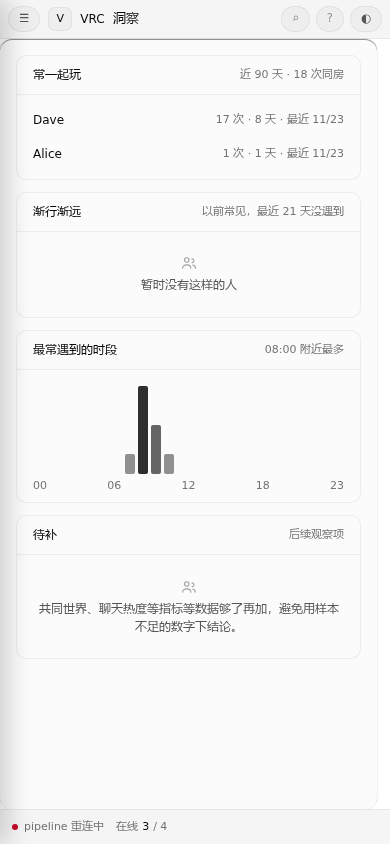 ☰ V VRC 洞察 ?
常一起玩 近 90 天 · 18 次同房
Dave 17 次 · 8 天 · 最近 11/23
Alice 1 次 · 1 天 · 最近 11/23
渐行渐远 以前常见，最近 21 天没遇到
暂时没有这样的人
最常遇到的时段 08:00 附近最多
00 06 12 18 23
待补 后续观察项
共同世界、聊天热度等指标等数据够了再加，避免用样本
不足的数字下结论。
pipeline 重连中 在线 3 / 4